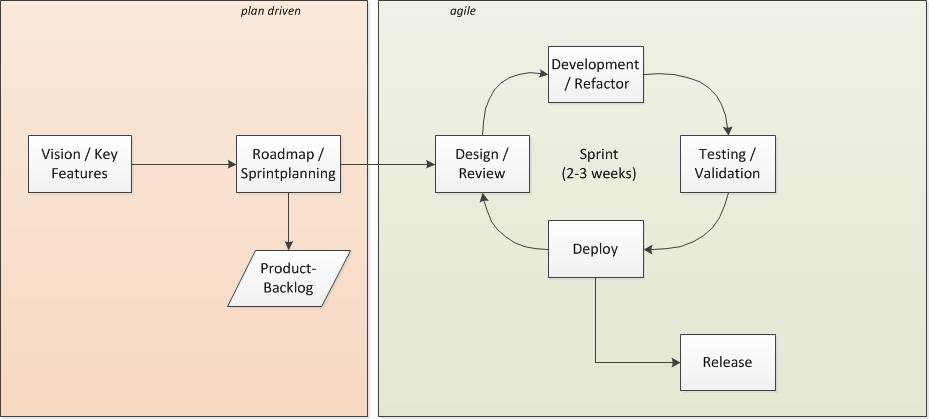 plan driven
agile
Vision / Key
Features
Roadmap /
Sprintplanning
Product-
Backlog
Design /
Review
Development
/ Refactor
Sprint
(2-3 weeks)
Testing /
Validation
Deploy
Release